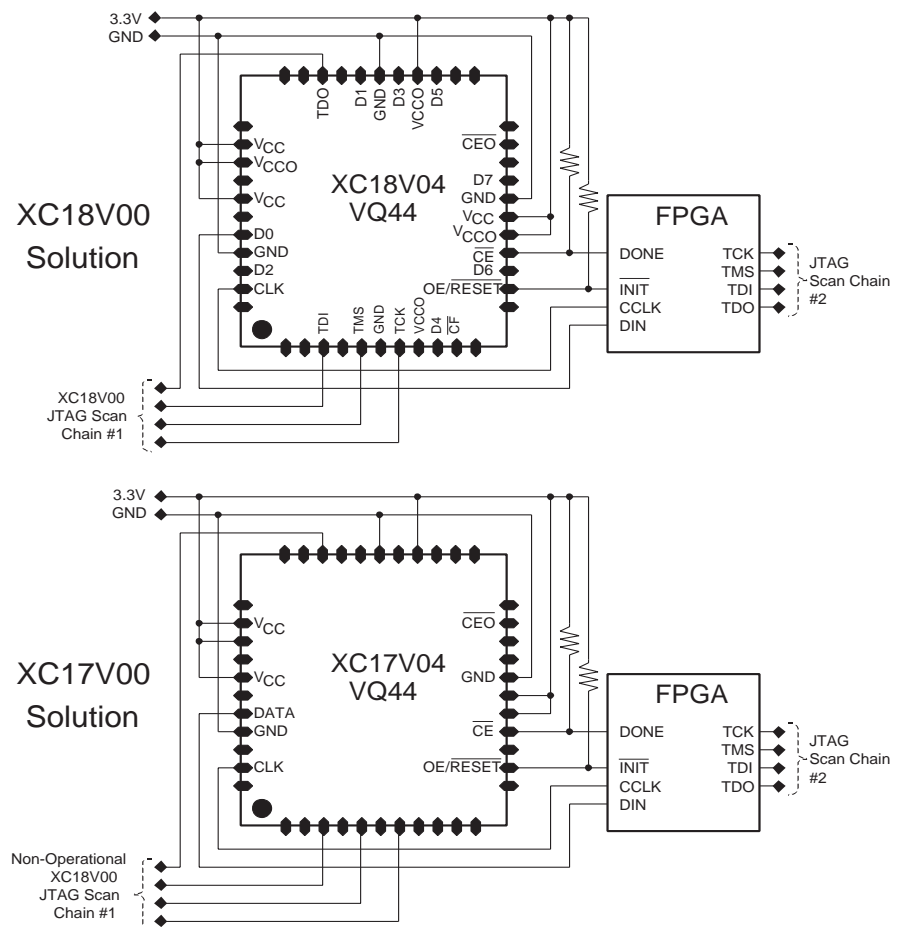 3.3V
GND
TDO
D1
GND
D3
VCCO
D5
VCC
VCCO
VCC
D0
GND
D2
CLK
XC18V04
VQ44
CEO
D7
GND
VCC
VCCO
CE
D6
OE/RESET
TDI
TMS
GND
TCK
VCCO
D4
CF
XC18V00
Solution
FPGA
DONE
INIT
CCLK
DIN
TCK
TMS
TDI
TDO
JTAG
Scan Chain
#2
XC18V00
JTAG Scan
Chain #1
3.3V
GND
VCC
VCC
DATA
GND
CLK
XC17V04
VQ44
CEO
GND
CE
OE/RESET
XC17V00
Solution
FPGA
DONE
INIT
CCLK
DIN
TCK
TMS
TDI
TDO
JTAG
Scan Chain
#2
Non-Operational
XC18V00
JTAG Scan
Chain #1